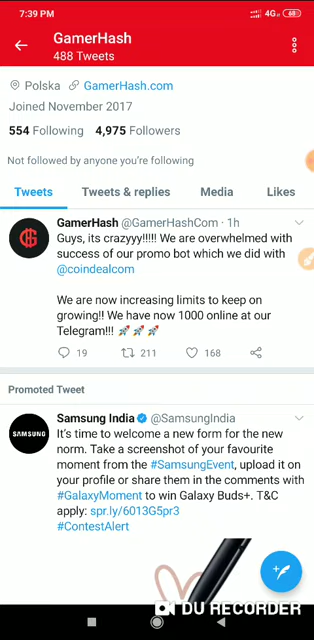 7:39 PM
4G 68
GamerHash
488 Tweets
Polska GamerHash.com
Joined November 2017
554 Following 4,975 Followers
Not followed by anyone you're following
Tweets Tweets & replies Media Likes
GamerHash @GamerHashCom · 1h
Guys, its crazyyy!!!!! We are overwhelmed with
success of our promo bot which we did with
@coindealcom
We are now increasing limits to keep on
growing!! We have now 1000 online at our
Telegram!!! 🚀🚀🚀
19 211 168
Promoted Tweet
SAMSUNG
Samsung India @SamsungIndia
It's time to welcome a new form for the new
norm. Take a screenshot of your favourite
moment from the #SamsungEvent, upload it on
your profile or share them in the comments with
#GalaxyMoment to win Galaxy Buds+. T&C
apply: spr.ly/6013G5pr3
#ContestAlert
DU RECORDER